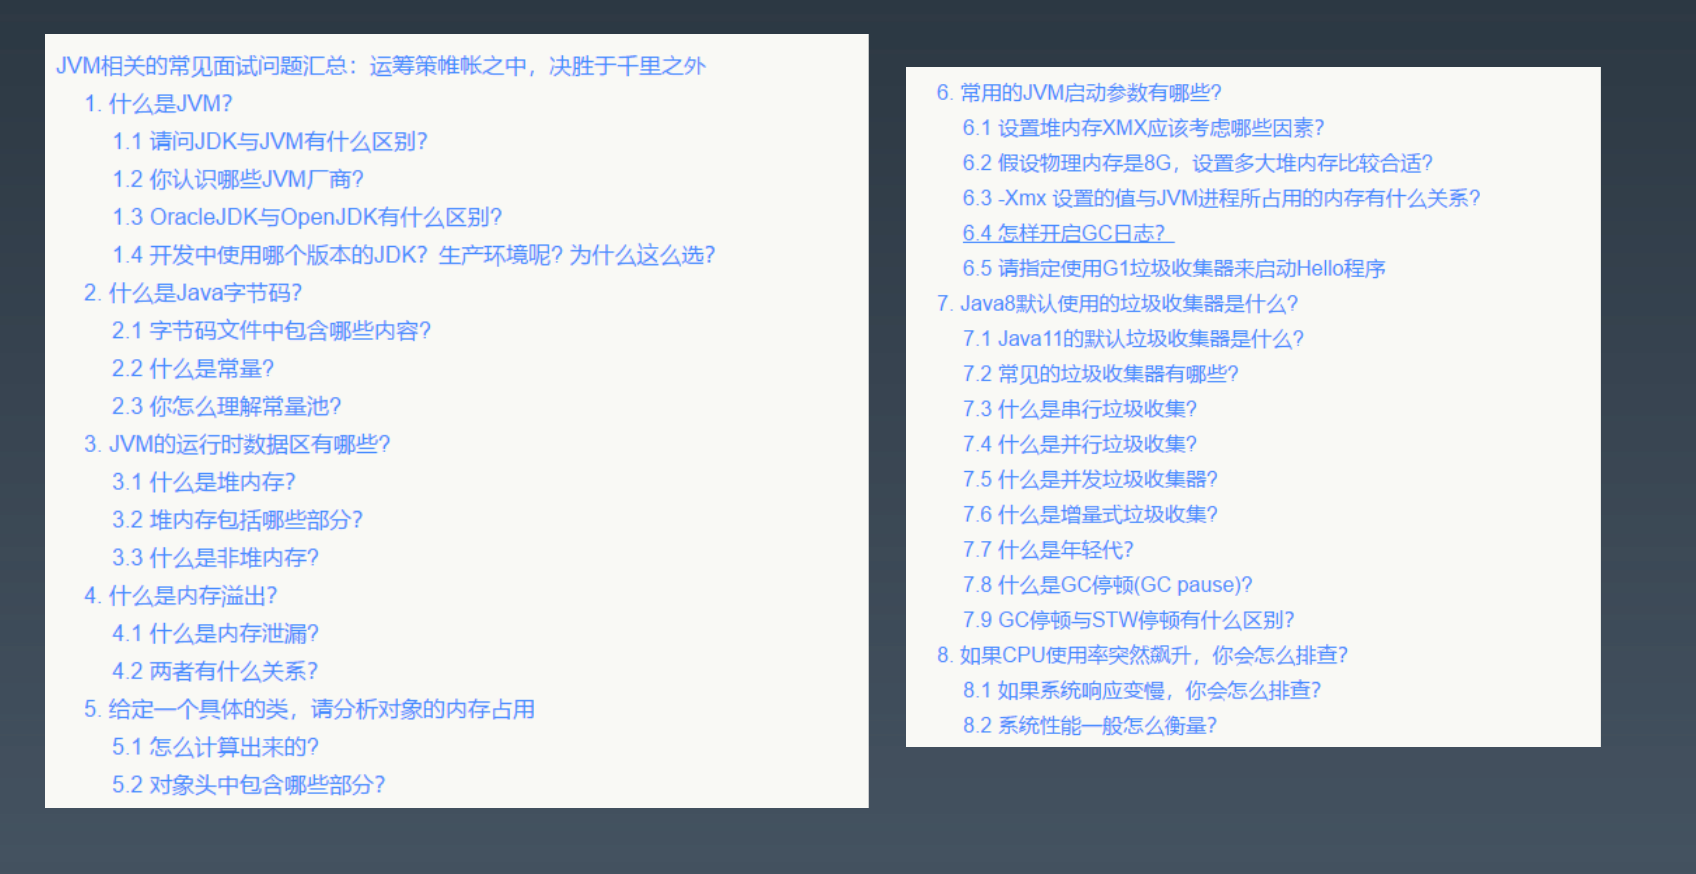 JVM相关的常见面试问题汇总：运筹策帷帐之中，决胜于千里之外
1. 什么是JVM?
1.1 请问JDK与JVM有什么区别?
1.2 你认识哪些JVM厂商?
1.3 OracleJDK与OpenJDK有什么区别?
1.4 开发中使用哪个版本的JDK？生产环境呢? 为什么这么选?
2. 什么是Java字节码?
2.1 字节码文件中包含哪些内容?
2.2 什么是常量?
2.3 你怎么理解常量池?
3. JVM的运行时数据区有哪些?
3.1 什么是堆内存?
3.2 堆内存包括哪些部分?
3.3 什么是非堆内存?
4. 什么是内存溢出?
4.1 什么是内存泄漏?
4.2 两者有什么关系?
5. 给定一个具体的类，请分析对象的内存占用
5.1 怎么计算出来的?
5.2 对象头中包含哪些部分?
6. 常用的JVM启动参数有哪些?
6.1 设置堆内存XMX应该考虑哪些因素?
6.2 假设物理内存是8G，设置多大堆内存比较合适?
6.3 -Xmx 设置的值与JVM进程所占用的内存有什么关系?
6.4 怎样开启GC日志?
6.5 请指定使用G1垃圾收集器来启动Hello程序
7. Java8默认使用的垃圾收集器是什么?
7.1 Java11的默认垃圾收集器是什么?
7.2 常见的垃圾收集器有哪些?
7.3 什么是串行垃圾收集?
7.4 什么是并行垃圾收集?
7.5 什么是并发垃圾收集器?
7.6 什么是增量式垃圾收集?
7.7 什么是年轻代?
7.8 什么是GC停顿(GC pause)?
7.9 GC停顿与STW停顿有什么区别?
8. 如果CPU使用率突然飙升，你会怎么排查?
8.1 如果系统响应变慢，你会怎么排查?
8.2 系统性能一般怎么衡量?